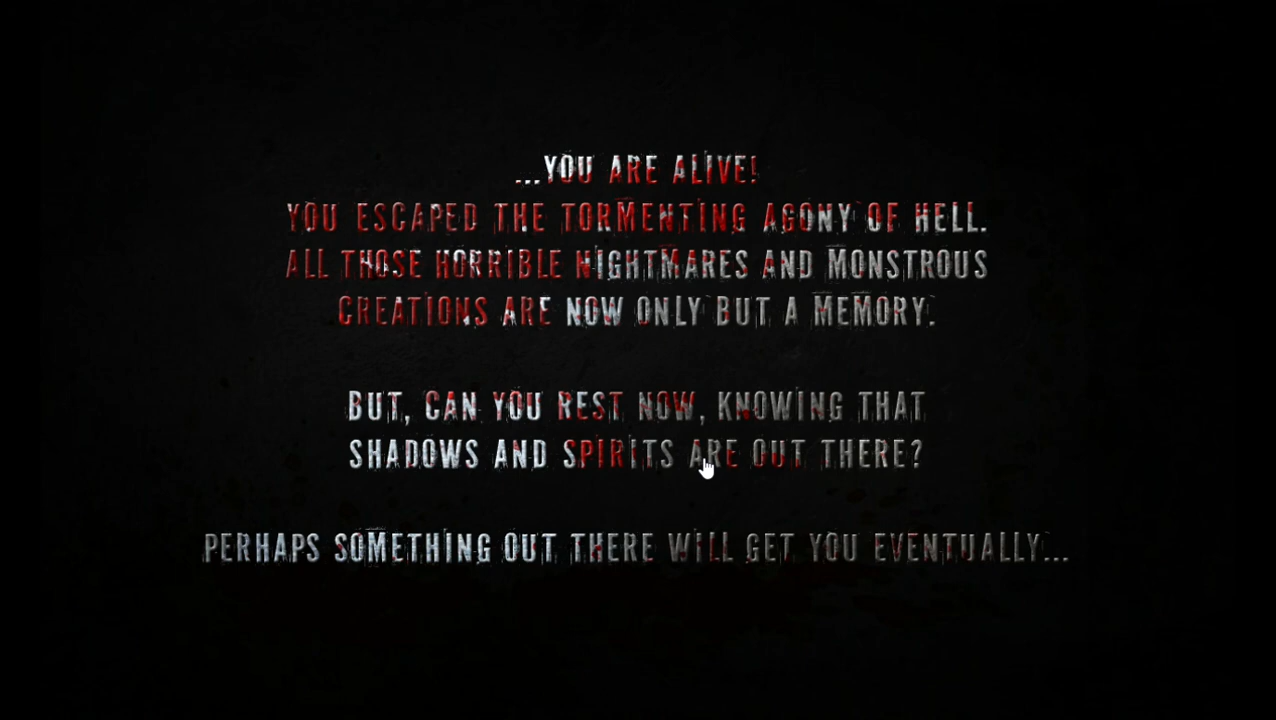 ...YOU ARE ALIVE!
YOU ESCAPED THE TORMENTING AGONY OF HELL.
ALL THOSE HORRIBLE NIGHTMARES AND MONSTROUS
CREATIONS ARE NOW ONLY BUT A MEMORY.
BUT, CAN YOU REST NOW, KNOWING THAT
SHADOWS AND SPIRITS ARE OUT THERE?
PERHAPS SOMETHING OUT THERE WILL GET YOU EVENTUALLY...